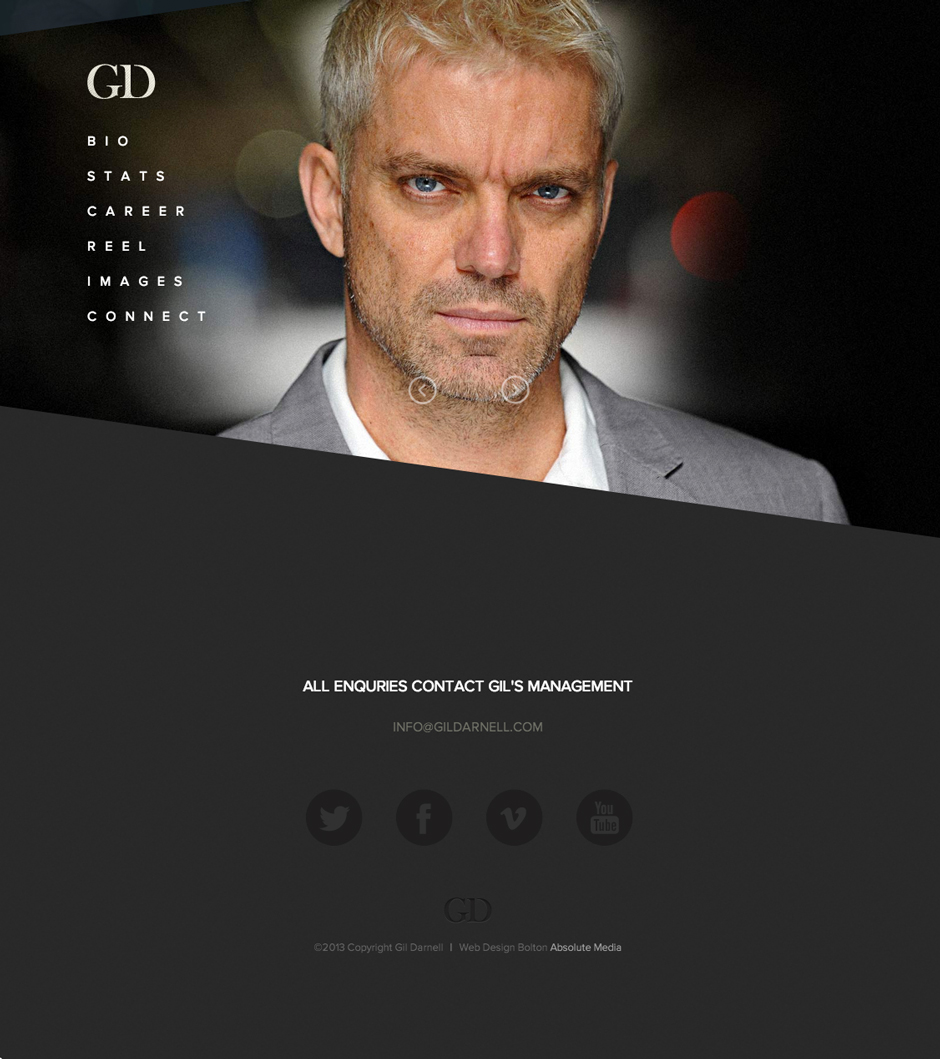 GD
BIO
STATS
CAREER
REEL
IMAGES
CONNECT
ALL ENQURIES CONTACT GIL'S MANAGEMENT
INFO@GILDARNELL.COM
You
Tube
GD
©2013 Copyright Gil Darnell | Web Design Bolton Absolute Media